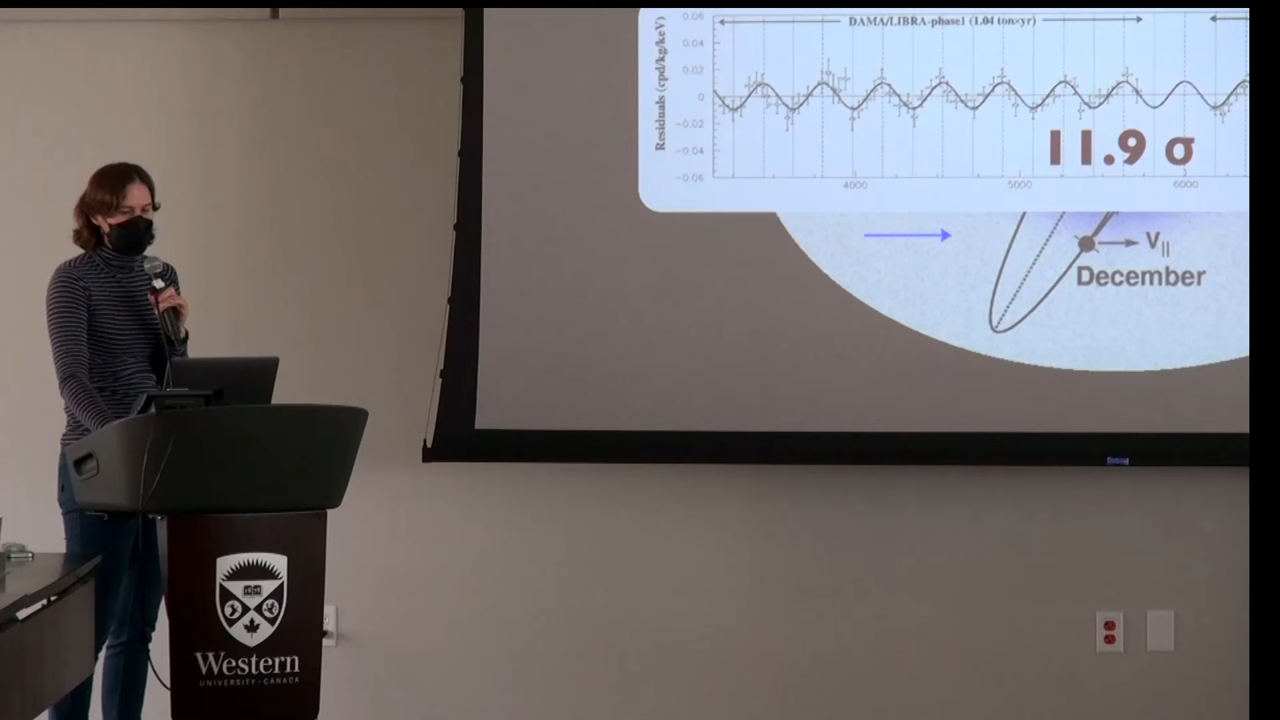 0.06
DAMA/LIBRA-phase1 (1.04 ton×yr)
0.04
0.02
0
-0.02
-0.04
-0.06
Residuals (cpd/kg/keV)
11.9 σ
4000
5000
6000
V||
December
Western
UNIVERSITY·CANADA